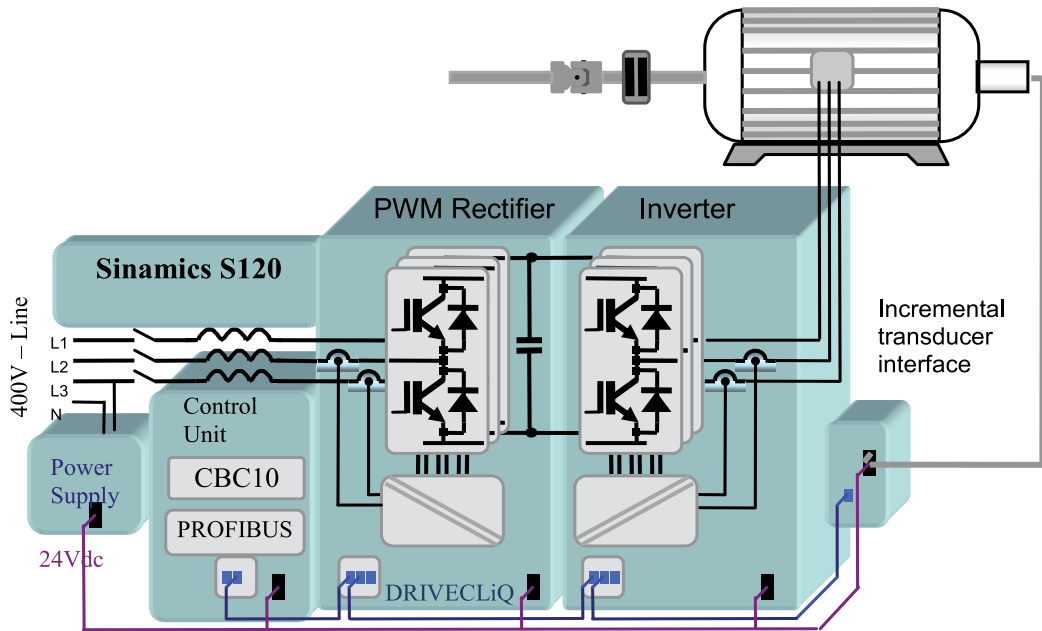 PWM Rectifier
Inverter
Sinamics S120
400V – Line
L1
L2
L3
N
Incremental
transducer
interface
Control
Unit
Power
Supply
CBC10
PROFIBUS
24Vdc
DRIVECLiQ